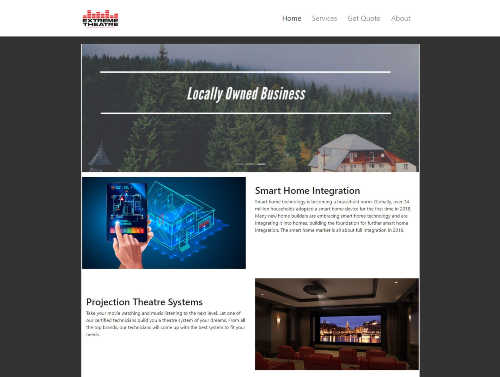 EXTREME
THEATRE
Home Services Get Quote About
Locally Owned Business
Smart Home Integration
Smart home technology is becoming a household norm. Globally, over 34
million households adopted a smart home device for the first time in 2018.
Many new home builders are embracing smart home technology and are
integrating it into homes, building the foundation for further smart home
integration. The smart home market is all about full integration in 2019.
Projection Theatre Systems
Take your movie watching and music listening to the next level. Let one of
our certified technicians build you a theatre system of your dreams. From all
the top brands, our technicians will come up with the best system to fit your
needs.